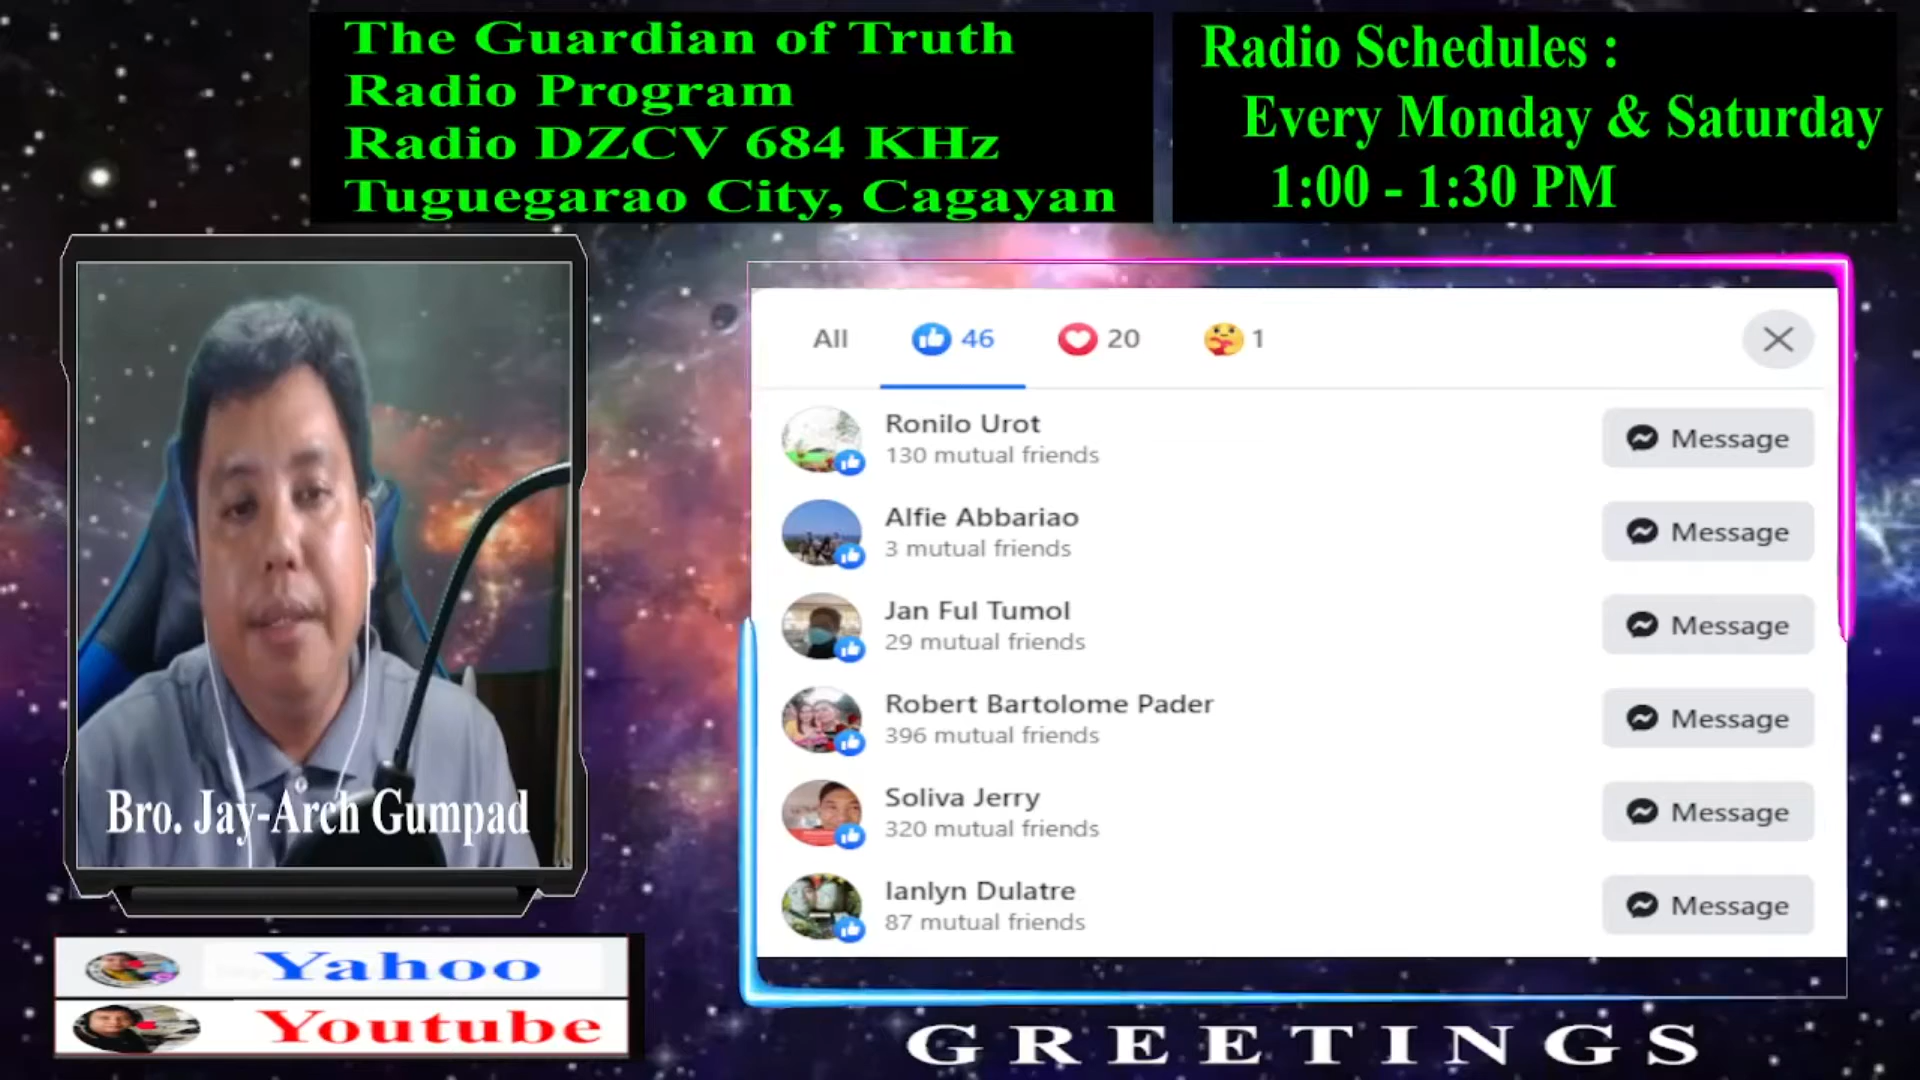 The Guardian of Truth
Radio Program
Radio DZCV 684 KHz
Tuguegarao City, Cagayan
Radio Schedules :
Every Monday & Saturday
1:00 - 1:30 PM
Bro. Jay-Arch Gumpad
Yahoo
Youtube
All 46 20 1
Ronilo Urot
130 mutual friends
Message
Alfie Abbariao
3 mutual friends
Message
Jan Ful Tumol
29 mutual friends
Message
Robert Bartolome Pader
396 mutual friends
Message
Soliva Jerry
320 mutual friends
Message
Ianlyn Dulatre
87 mutual friends
Message
GREETINGS